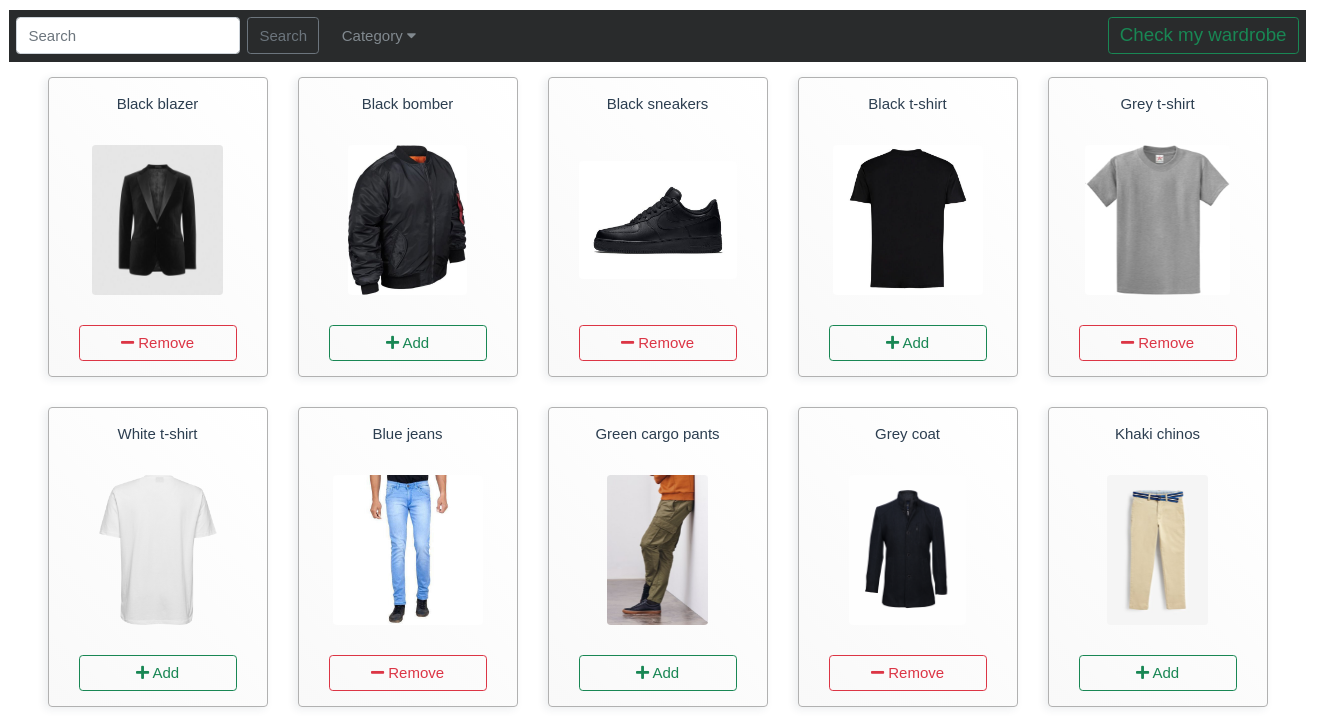 Search
Search
Category
Check my wardrobe
Black blazer
Black bomber
Black sneakers
Black t-shirt
Grey t-shirt
Remove
Add
Remove
Add
Remove
White t-shirt
Blue jeans
Green cargo pants
Grey coat
Khaki chinos
Add
Remove
Add
Remove
Add